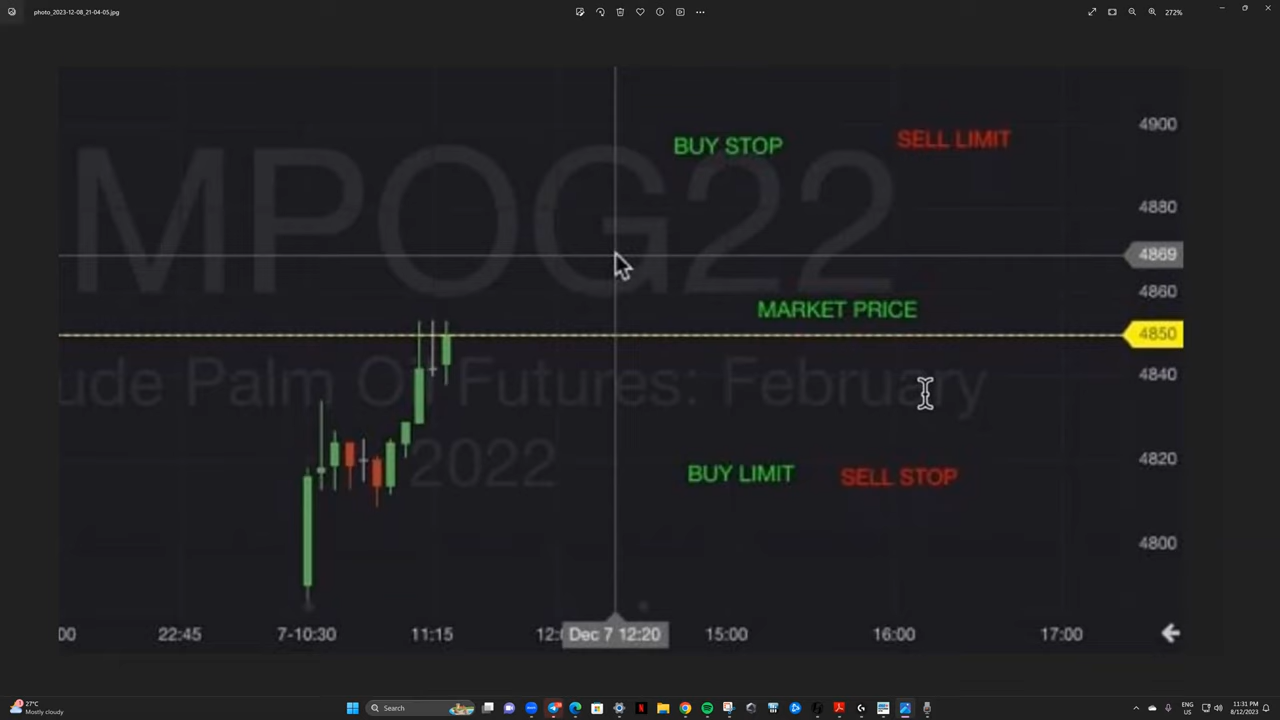 photo_2023-12-08_21-04-05.jpg
272%
MPOG22
BUY STOP
SELL LIMIT
4900
4880
4869
4860
MARKET PRICE
4850
4840
ude Palm Oil Futures: February
2022
4820
BUY LIMIT
SELL STOP
4800
:00 22:45 7-10:30 11:15 12: Dec 7 12:20 15:00 16:00 17:00
27°C
Mostly cloudy
Search
ENG
US
11:31 PM
8/12/2023